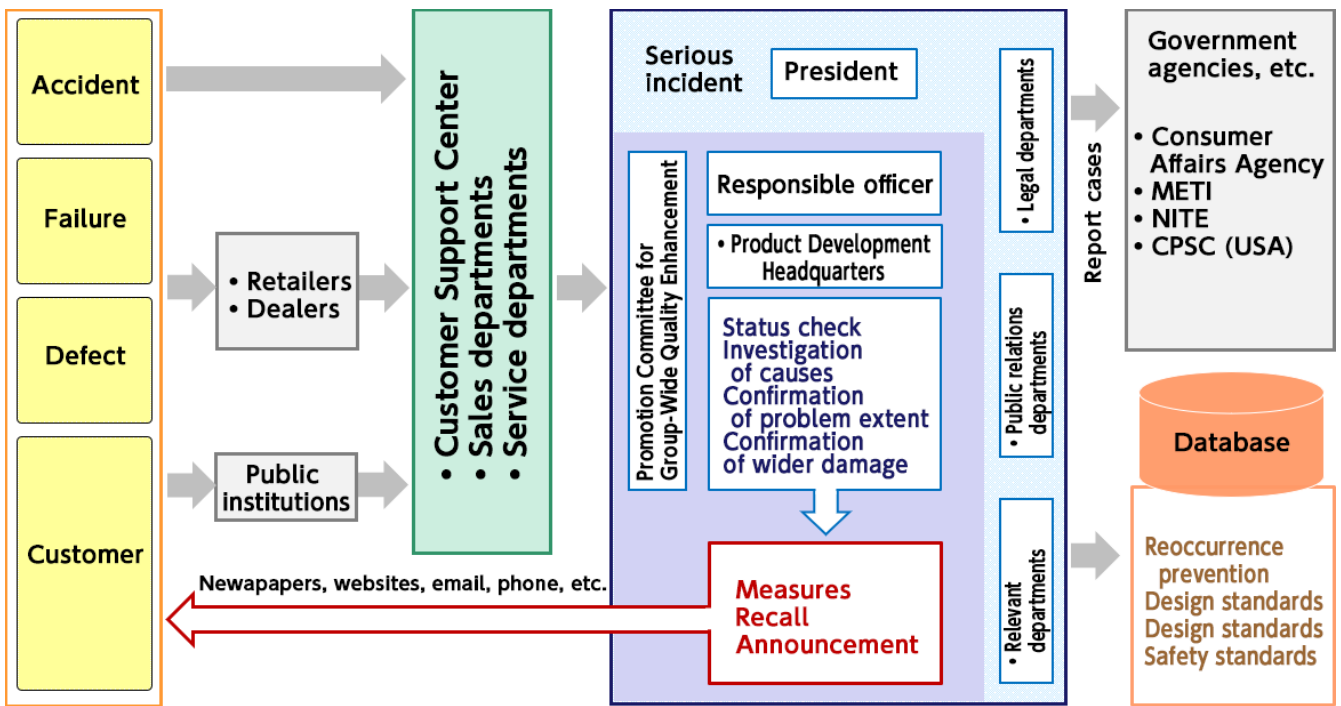 Accident
Failure
Defect
Customer
• Retailers
• Dealers
Public
institutions
• Customer Support Center
• Sales departments
• Service departments
Serious
incident
President
Promotion Committee for
Group-Wide Quality Enhancement
Responsible officer
• Product Development
Headquarters
Status check
Investigation
of causes
Confirmation
of problem extent
Confirmation
of wider damage
Measures
Recall
Announcement
Newapapers, websites, email, phone, etc.
• Legal departments
• Public relations
departments
• Relevant
departments
Report cases
Government
agencies, etc.
• Consumer
Affairs Agency
• METI
• NITE
• CPSC (USA)
Database
Reoccurrence
prevention
Design standards
Design standards
Safety standards